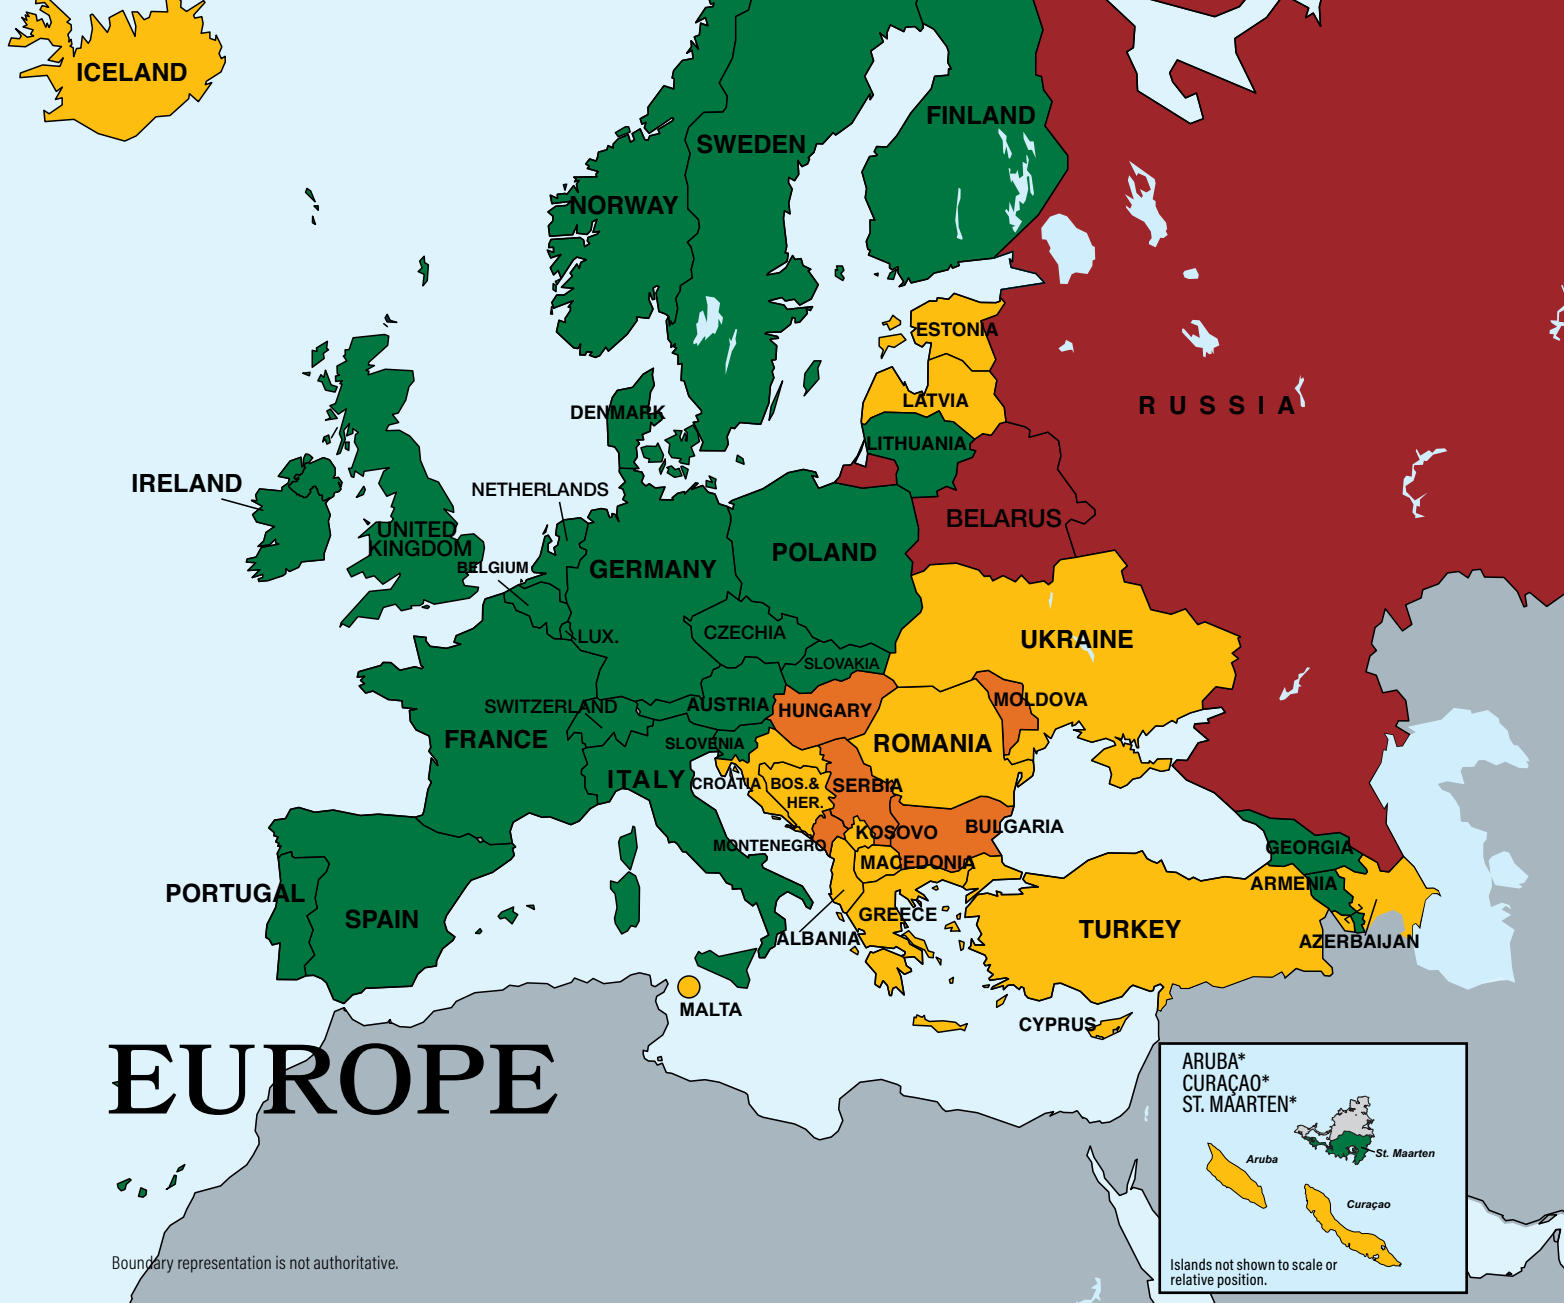 ICELAND
FINLAND
SWEDEN
NORWAY
ESTONIA
LATVIA
R U S S I A
DENMARK
LITHUANIA
IRELAND
NETHERLANDS
BELARUS
UNITED
KINGDOM
POLAND
BELGIUM
GERMANY
LUX.
CZECHIA
UKRAINE
SLOVAKIA
SWITZERLAND
AUSTRIA
HUNGARY
MOLDOVA
FRANCE
SLOVENIA
ROMANIA
ITALY
CROATIA
BOS.&
HER.
SERBIA
KOSOVO
BULGARIA
MONTENEGRO
GEORGIA
MACEDONIA
PORTUGAL
ARMENIA
SPAIN
GREECE
TURKEY
ALBANIA
AZERBAIJAN
MALTA
CYPRUS
EUROPE
ARUBA*
CURAÇAO*
ST. MAARTEN*
St. Maarten
Aruba
Curaçao
Boundary representation is not authoritative.
Islands not shown to scale or
relative position.